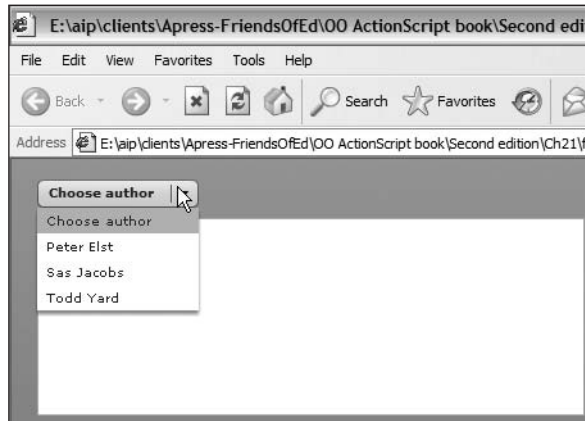 E:\aip\clients\Apress-FriendsOfEd\OO ActionScript book\Second edi
File Edit View Favorites Tools Help
Back Search Favorites
Address E:\aip\clients\Apress-FriendsOfEd\OO ActionScript book\Second edition\Ch21\f
Choose author
Choose author
Peter Elst
Sas Jacobs
Todd Yard